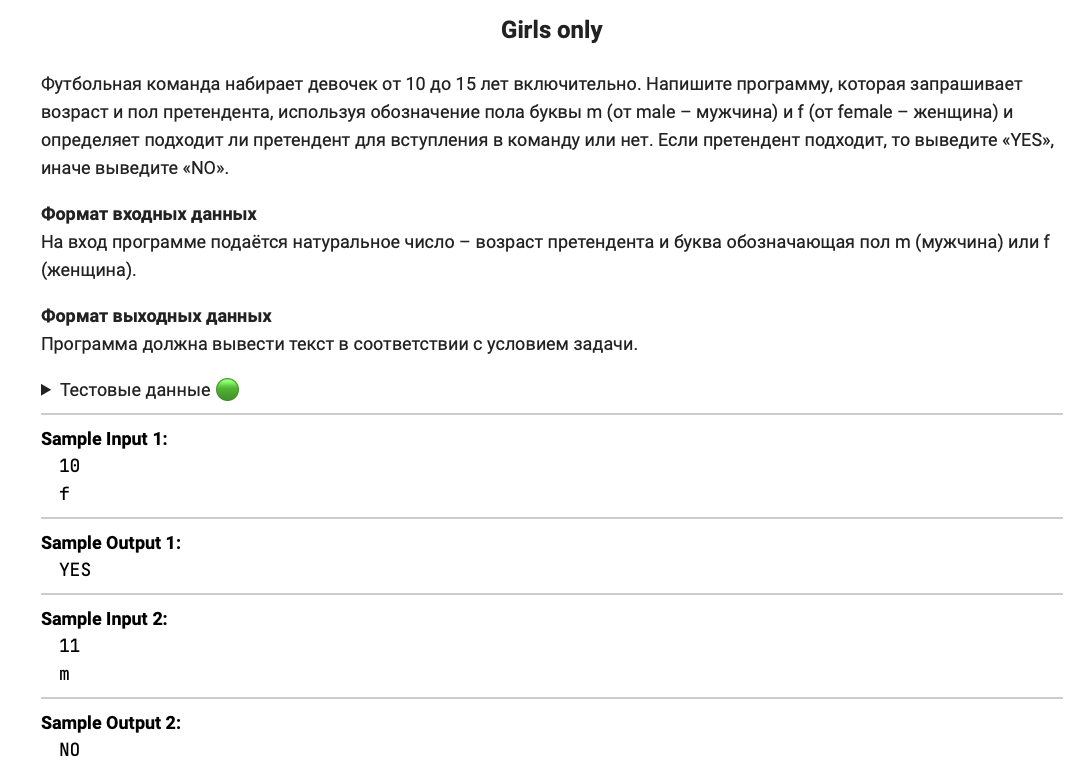 Girls only
Футбольная команда набирает девочек от 10 до 15 лет включительно. Напишите программу, которая запрашивает
возраст и пол претендента, используя обозначение пола буквы m (от male – мужчина) и f (от female – женщина) и
определяет подходит ли претендент для вступления в команду или нет. Если претендент подходит, то выведите «YES»,
иначе выведите «NO».
Формат входных данных
На вход программе подаётся натуральное число – возраст претендента и буква обозначающая пол m (мужчина) или f
(женщина).
Формат выходных данных
Программа должна вывести текст в соответствии с условием задачи.
Тестовые данные
Sample Input 1:
10
f
Sample Output 1:
YES
Sample Input 2:
11
m
Sample Output 2:
NO